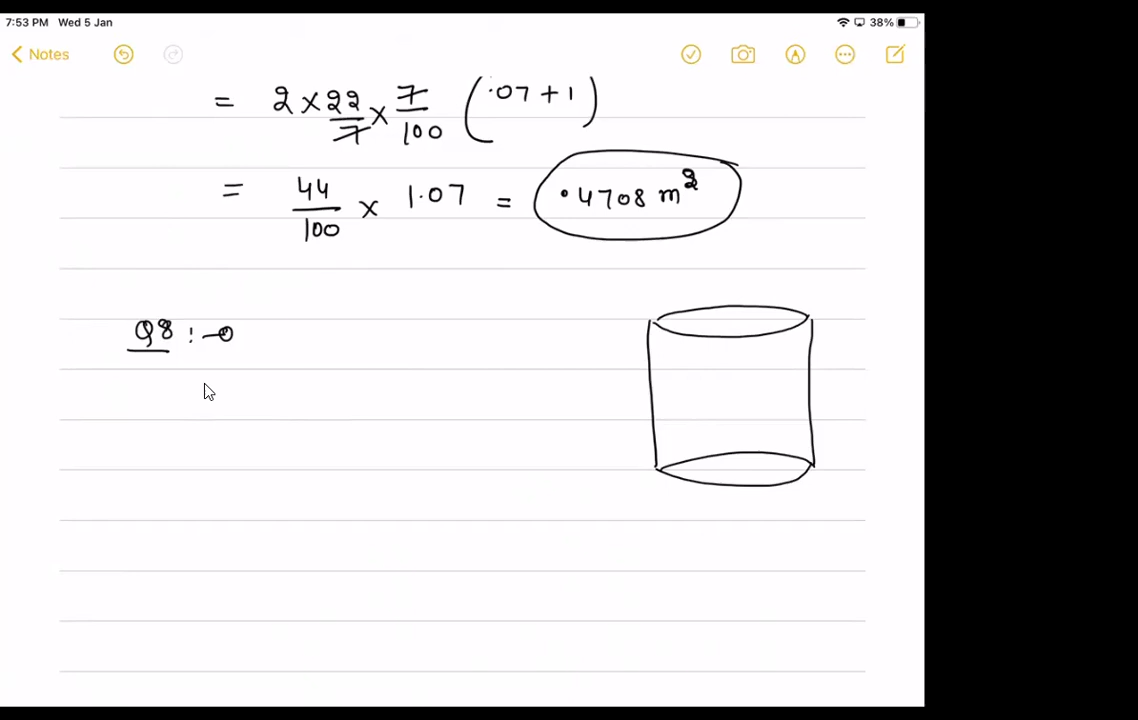 7:53 PM Wed 5 Jan 38%
Notes
= 2 × 22/7 × 7/100 (.07 + 1)
= 44/100 × 1.07 = .4708 m²
Q8 :-